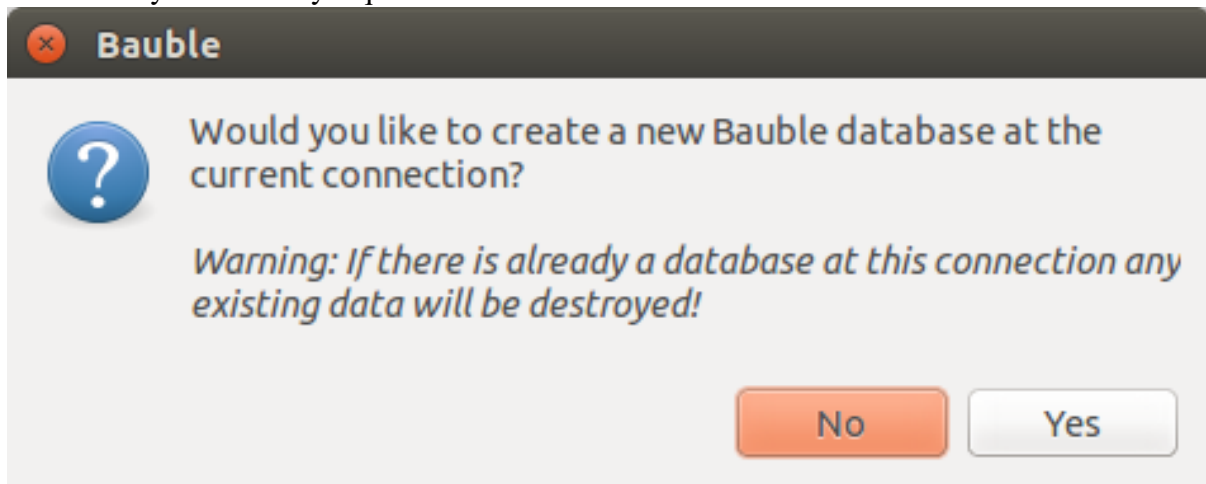 Bauble
Would you like to create a new Bauble database at the
current connection?
Warning: If there is already a database at this connection any
existing data will be destroyed!
No
Yes